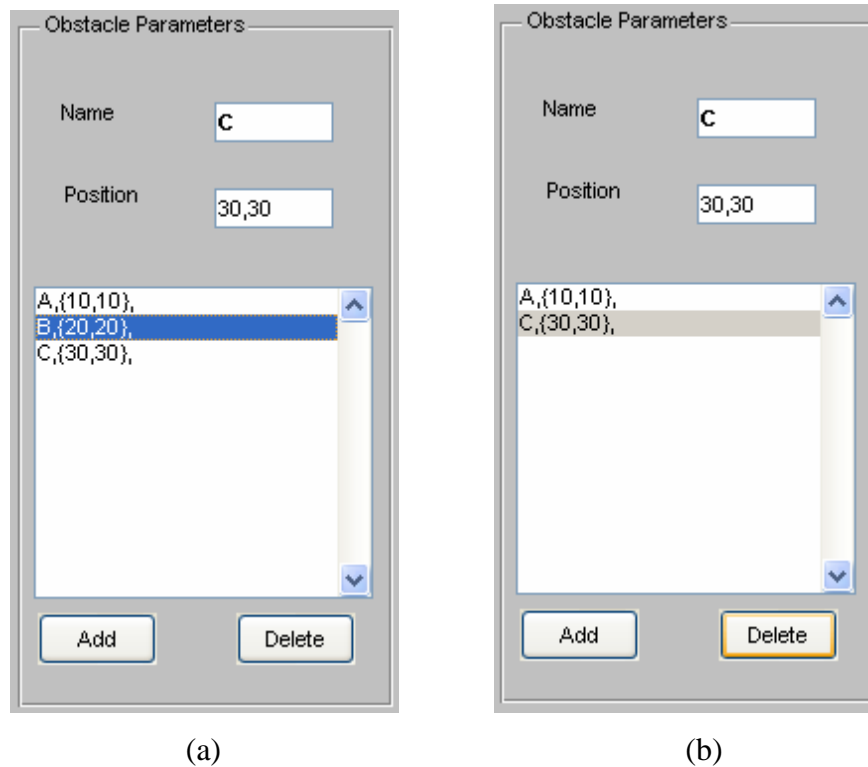 Obstacle Parameters
Name
C
Position
30,30
A,{10,10},
B,{20,20},
C,{30,30},
Add
Delete
(a)
Obstacle Parameters
Name
C
Position
30,30
A,{10,10},
C,{30,30},
Add
Delete
(b)